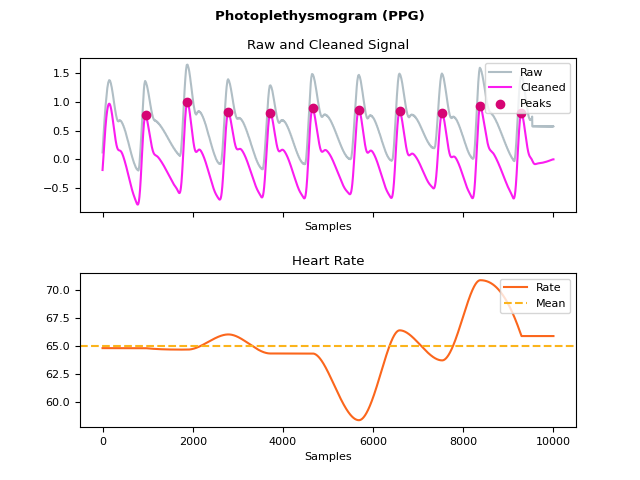 Photoplethysmogram (PPG)
Raw and Cleaned Signal
1.5
1.0
0.5
0.0
−0.5
Raw
Cleaned
Peaks
Samples
Heart Rate
70.0
67.5
65.0
62.5
60.0
Rate
Mean
0
2000
4000
6000
8000
10000
Samples